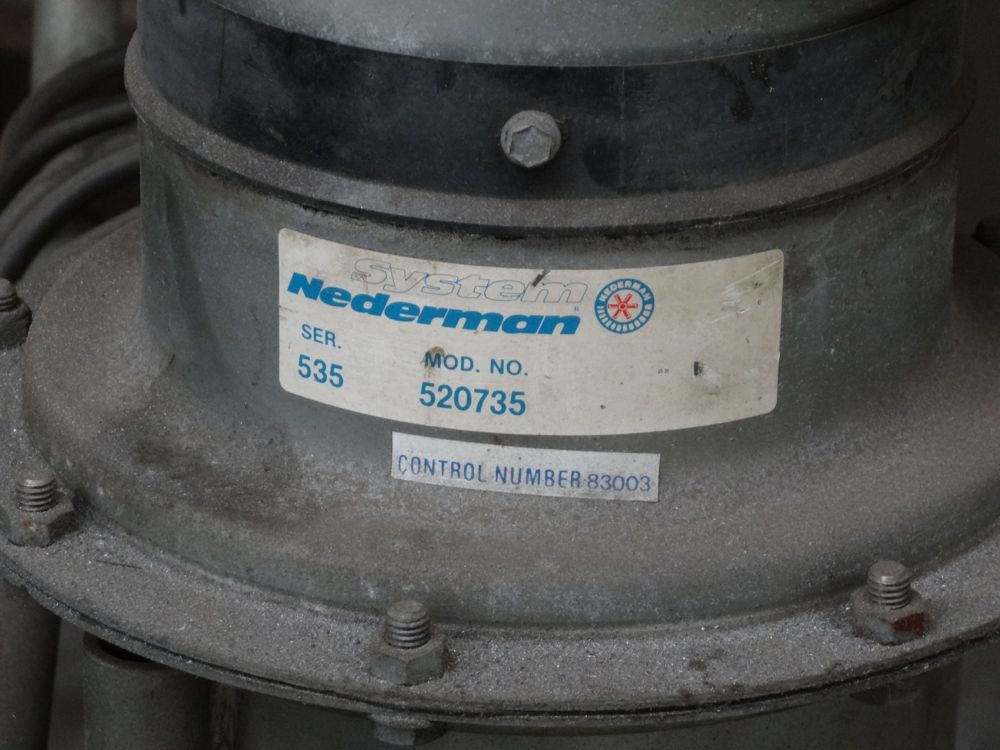 system
Nederman®
NEDERMAN
SER.
MOD. NO.
535
520735
CONTROL NUMBER 83003